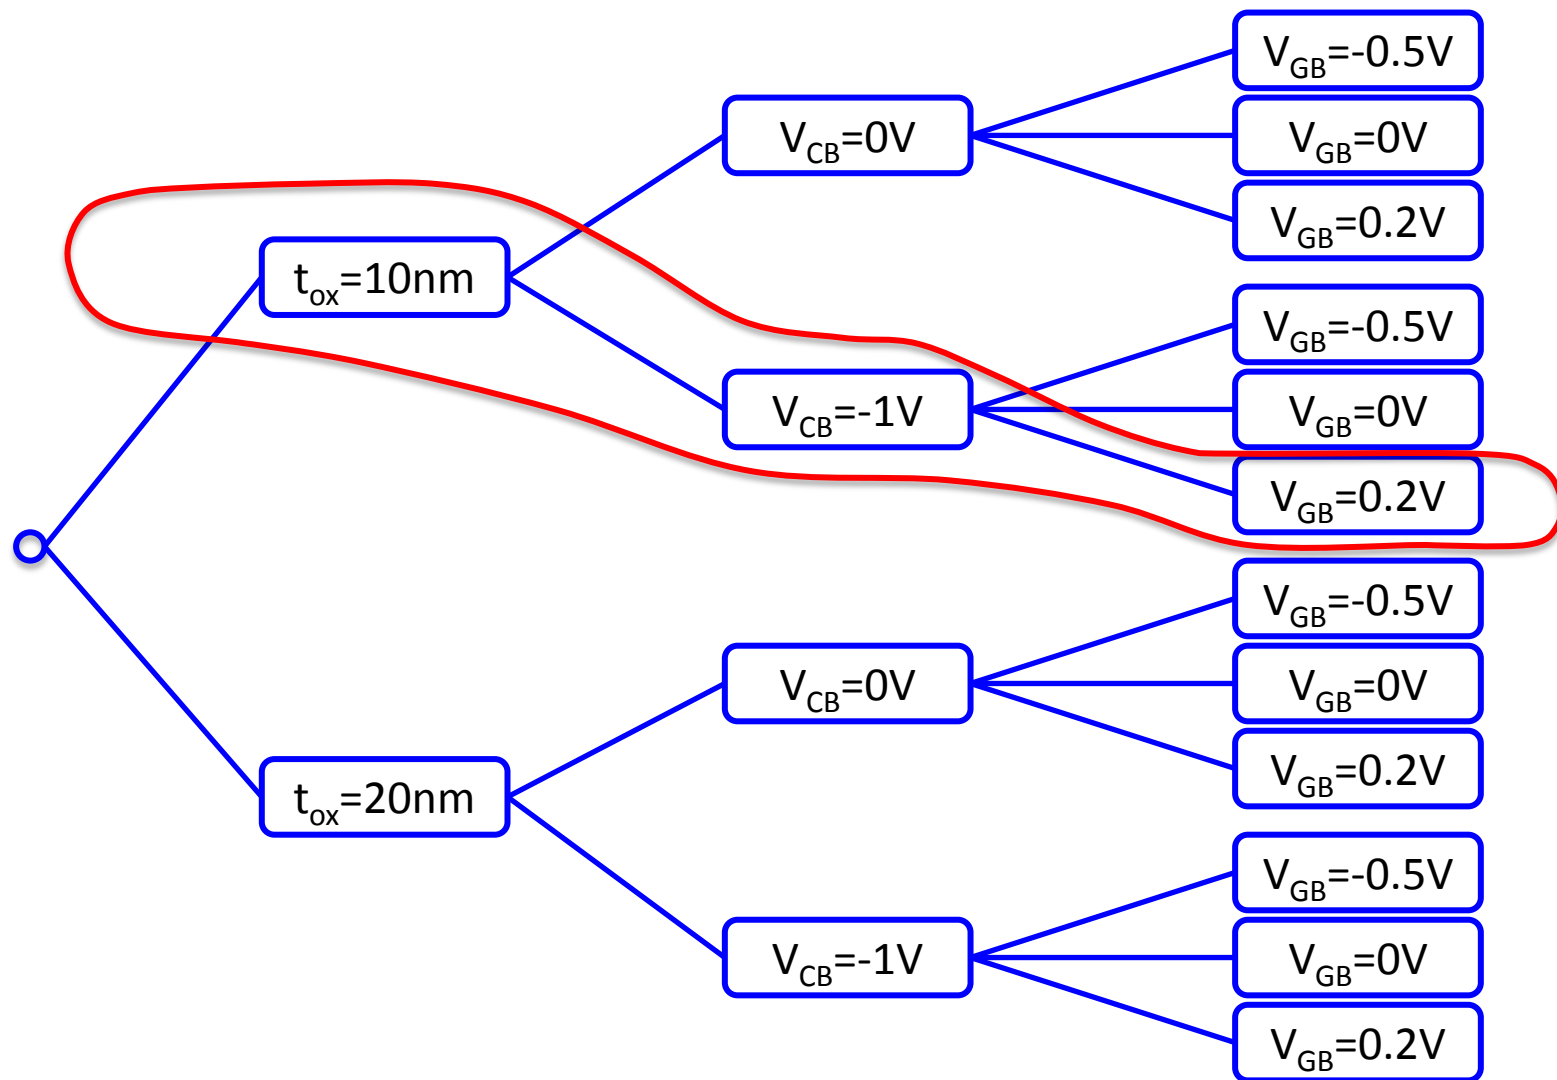 V_GB=-0.5V
V_CB=0V
V_GB=0V
V_GB=0.2V
t_ox=10nm
V_GB=-0.5V
V_CB=-1V
V_GB=0V
V_GB=0.2V
V_GB=-0.5V
V_CB=0V
V_GB=0V
V_GB=0.2V
t_ox=20nm
V_GB=-0.5V
V_CB=-1V
V_GB=0V
V_GB=0.2V